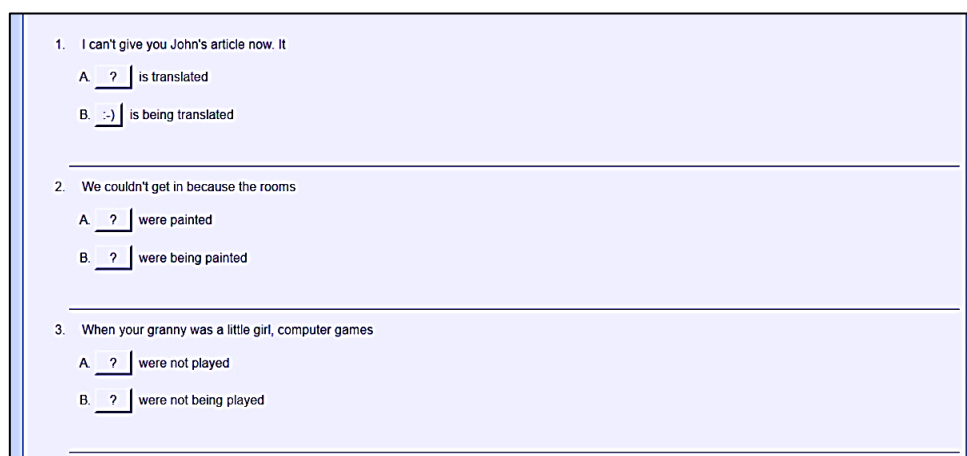 1. I can't give you John's article now. It
A. ? is translated
B. :-) is being translated
2. We couldn't get in because the rooms
A. ? were painted
B. ? were being painted
3. When your granny was a little girl, computer games
A. ? were not played
B. ? were not being played